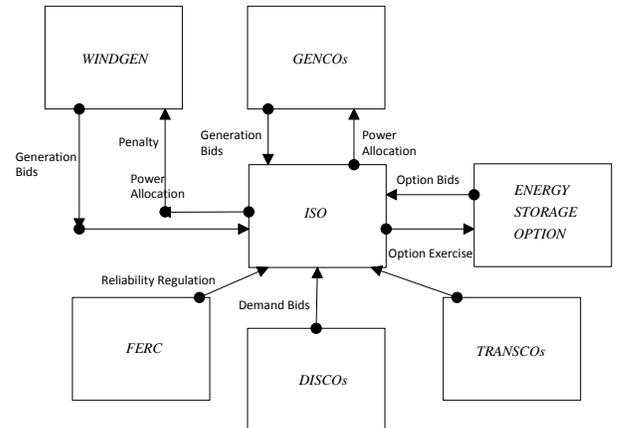 WINDGEN
GENCOs
Generation
Bids
Penalty
Power
Allocation
Generation
Bids
Power
Allocation
Option Bids
ISO
ENERGY
STORAGE
OPTION
Option Exercise
Reliability Regulation
Demand Bids
FERC
DISCOs
TRANSCOs